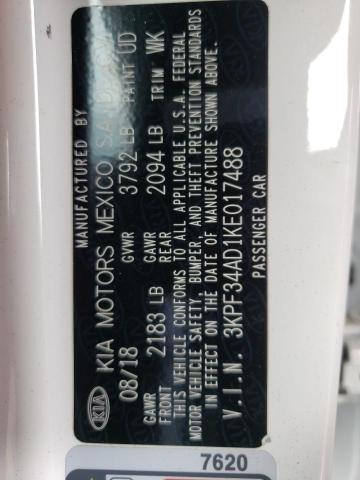 MANUFACTURED BY
KIA KIA MOTORS MEXICO S.A. DE C.V.
08/18 GVWR 3792 LB PAINT UD
GAWR FRONT 2183 LB GAWR REAR 2094 LB TRIM WK
THIS VEHICLE CONFORMS TO ALL APPLICABLE U.S.A. FEDERAL
MOTOR VEHICLE SAFETY, BUMPER, AND THEFT PREVENTION STANDARDS
IN EFFECT ON THE DATE OF MANUFACTURE SHOWN ABOVE.
V.I.N. 3KPF34AD1KE017488
PASSENGER CAR
7620